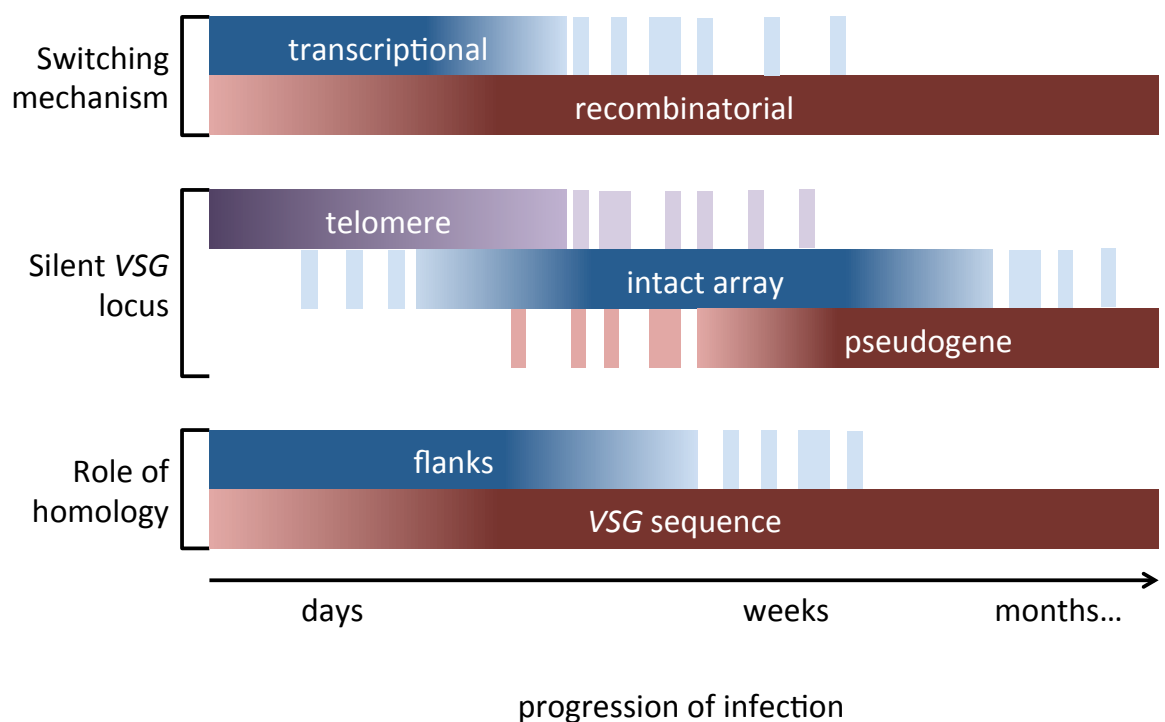 Switching
mechanism
transcriptional
recombinatorial
Silent VSG
locus
telomere
intact array
pseudogene
Role of
homology
flanks
VSG sequence
days
weeks
months…
progression of infection